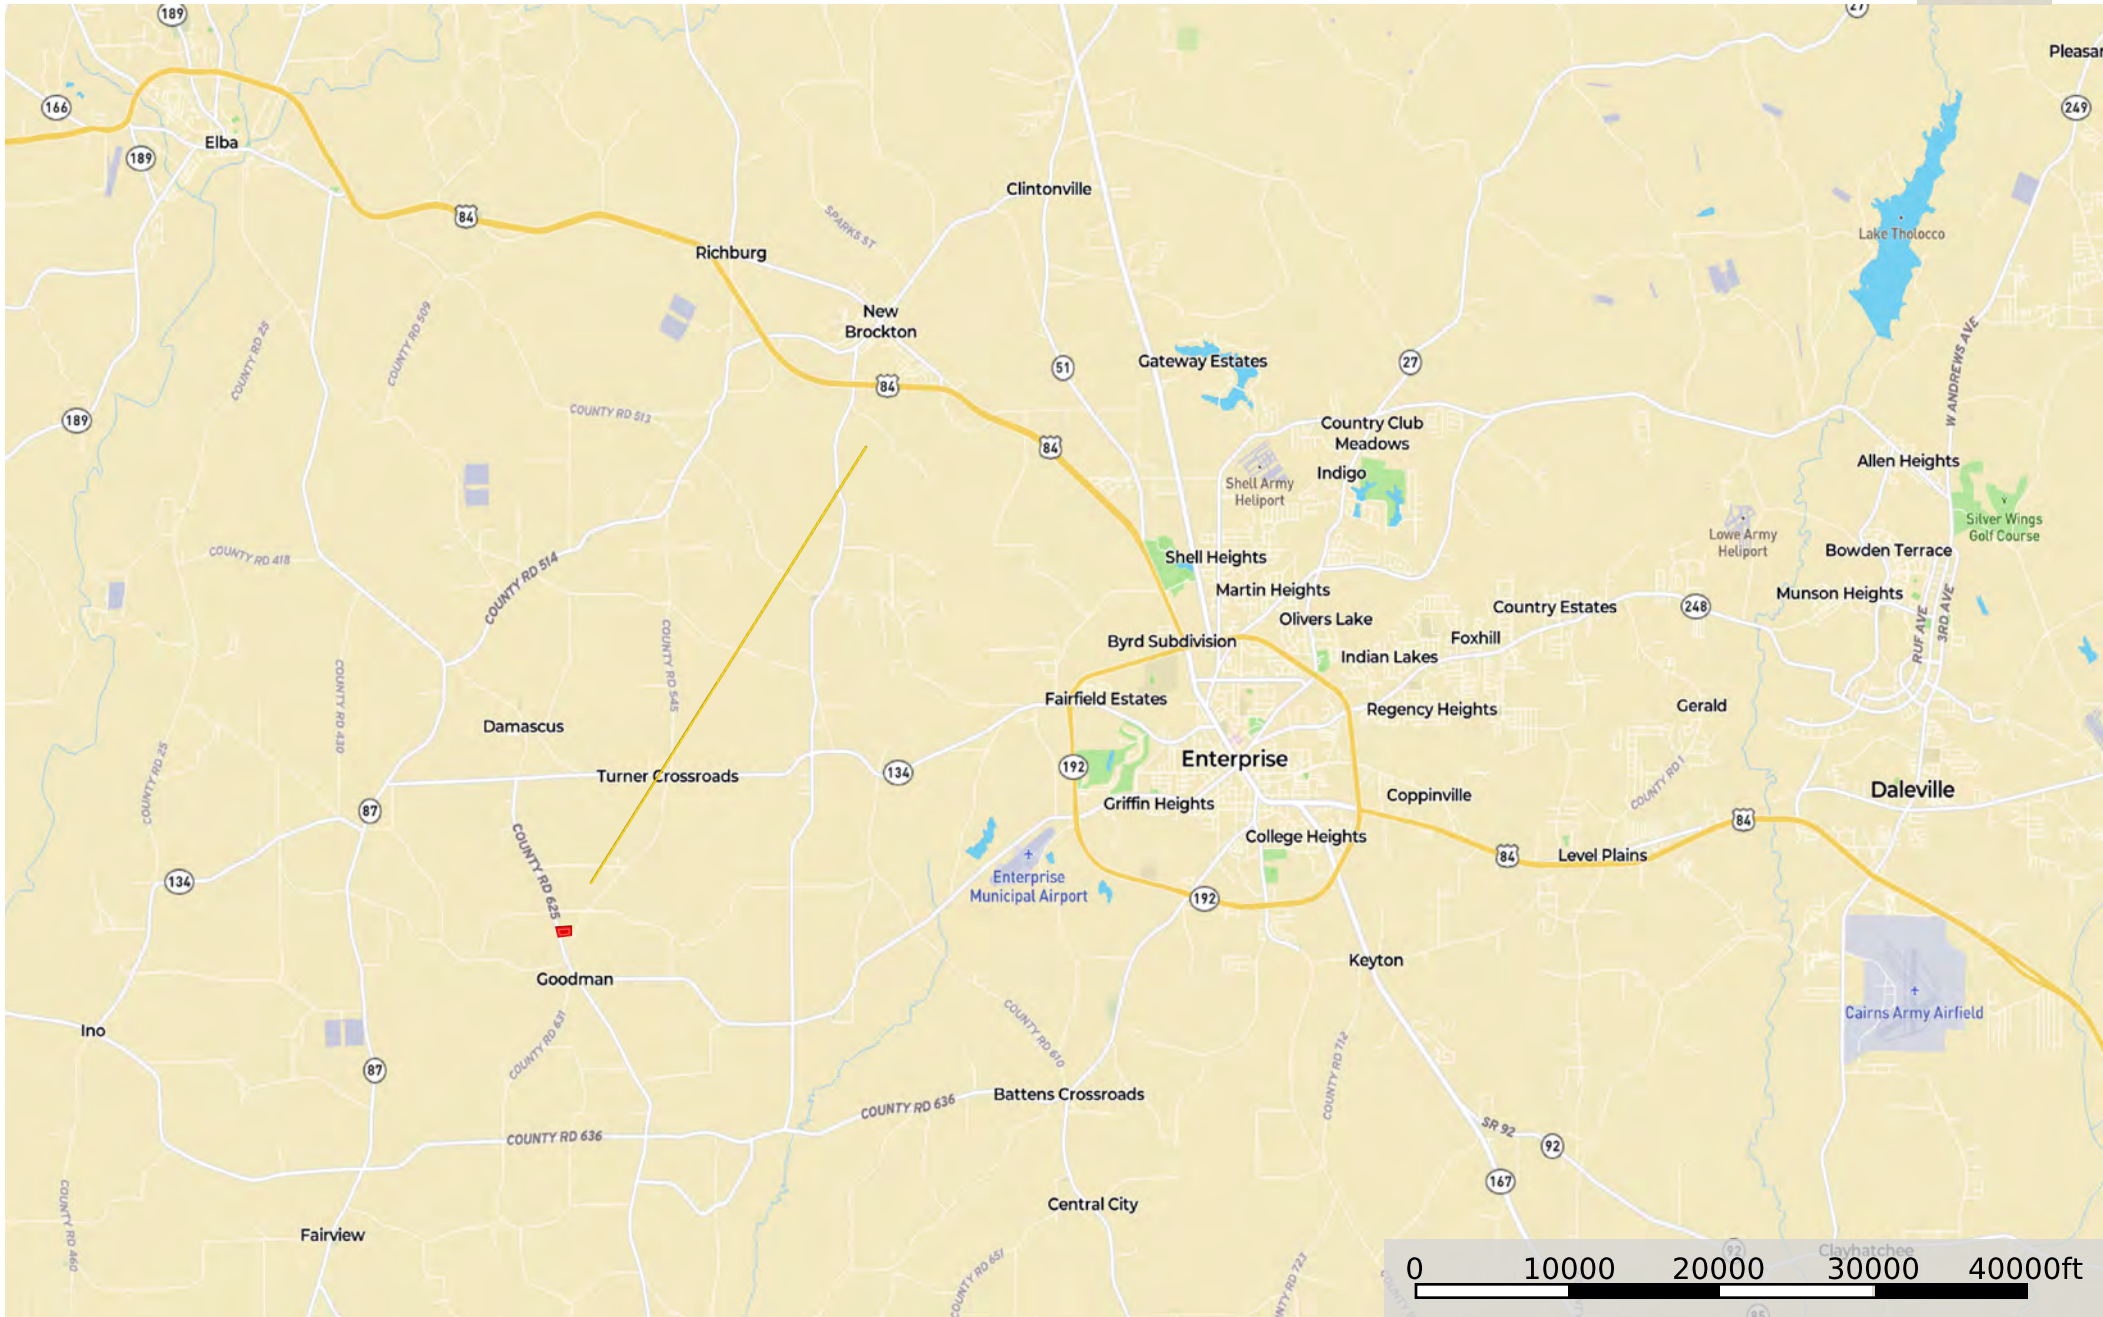 189
27
Pleasar
166
249
Elba
189
Clintonville
84
SPARKS ST
Lake Tholocco
Richburg
New
Brockton
COUNTY RD 25
COUNTY RD 509
W ANDREWS AVE
51
Gateway Estates
27
84
189
COUNTY RD 513
Country Club
Meadows
84
Indigo
Allen Heights
Shell Army
Heliport
Silver Wings
Golf Course
Lowe Army
Heliport
COUNTY RD 418
COUNTY RD 514
Shell Heights
Bowden Terrace
Martin Heights
Munson Heights
Country Estates
248
Olivers Lake
RUF AVE
3RD AVE
Byrd Subdivision
Foxhill
Indian Lakes
COUNTY RD 545
COUNTY RD 430
Fairfield Estates
Regency Heights
Gerald
Damascus
COUNTY RD 25
Enterprise
192
134
Turner Crossroads
COUNTY RD 1
Daleville
87
Griffin Heights
Coppinville
84
College Heights
84
Level Plains
COUNTY RD 625
134
Enterprise
Municipal Airport
192
Keyton
Goodman
Cairns Army Airfield
Ino
COUNTY RD 631
COUNTY RD 610
COUNTY RD 712
87
Battens Crossroads
COUNTY RD 636
COUNTY RD 636
SR 92
92
167
Central City
COUNTY RD 460
Fairview
92
Clayhatchee
COUNTY RD 651
NTY RD 723
0 10000 20000 30000 40000ft